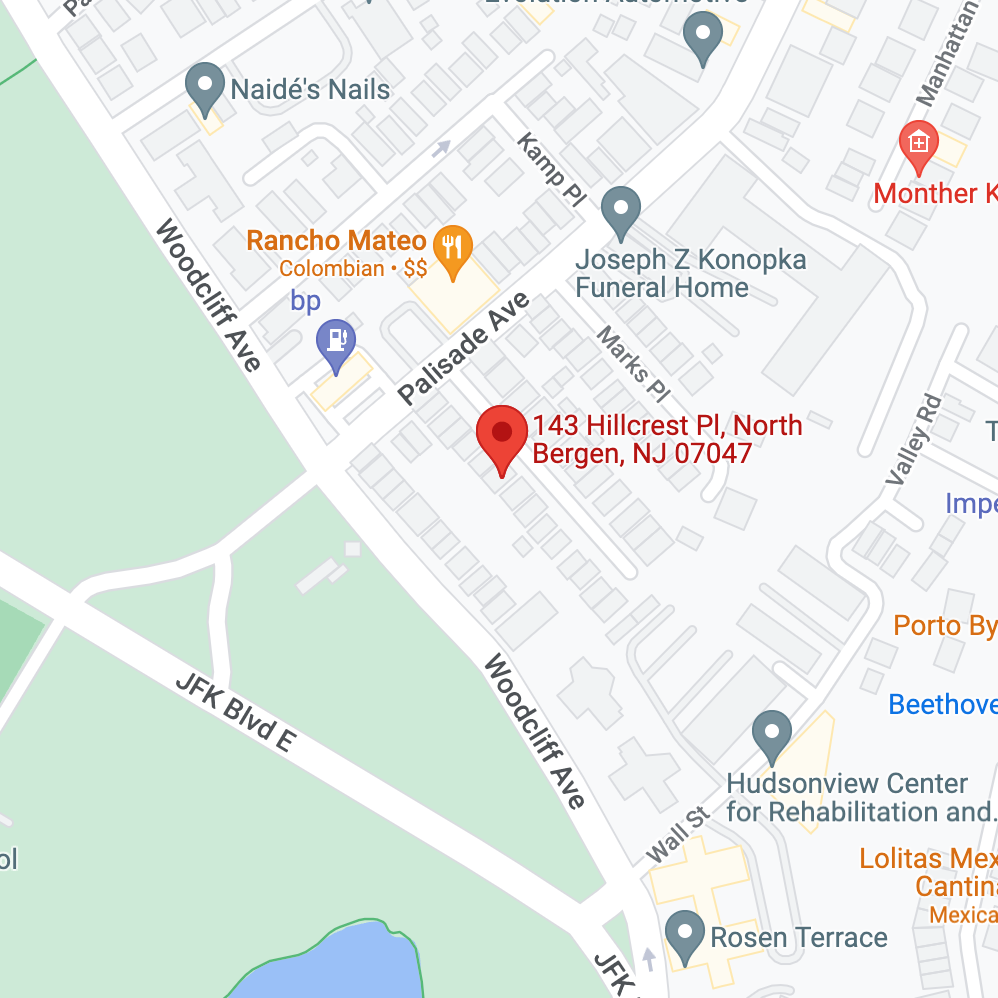 Evolution Automotive
Manhattan
Naidé's Nails
Kamp Pl
Monther K
Woodcliff Ave
Rancho Mateo
Colombian • $$
Joseph Z Konopka
Funeral Home
bp
Palisade Ave
Marks Pl
143 Hillcrest Pl, North
Bergen, NJ 07047
Valley Rd
T
Impe
Porto By
JFK Blvd E
Woodcliff Ave
Beethove
Hudsonview Center
for Rehabilitation and.
Wall St
ol
Lolitas Mex
Cantina
Mexica
Rosen Terrace
JFK